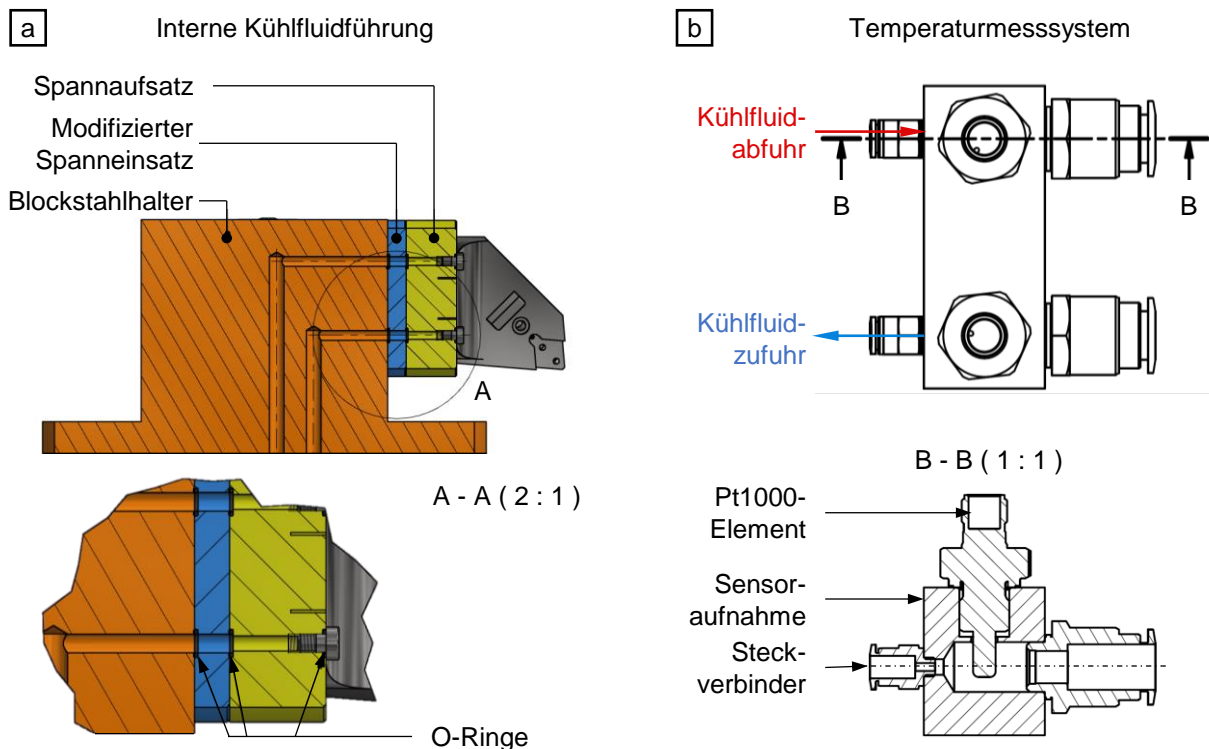 a
Interne Kühlfluidführung
Spannaufsatz
Modifizierter
Spanneinsatz
Blockstahlhalter
A
A - A ( 2 : 1 )
O-Ringe
b
Temperaturmesssystem
Kühlfluid-
abfuhr
B
B
Kühlfluid-
zufuhr
B - B ( 1 : 1 )
Pt1000-
Element
Sensor-
aufnahme
Steck-
verbinder